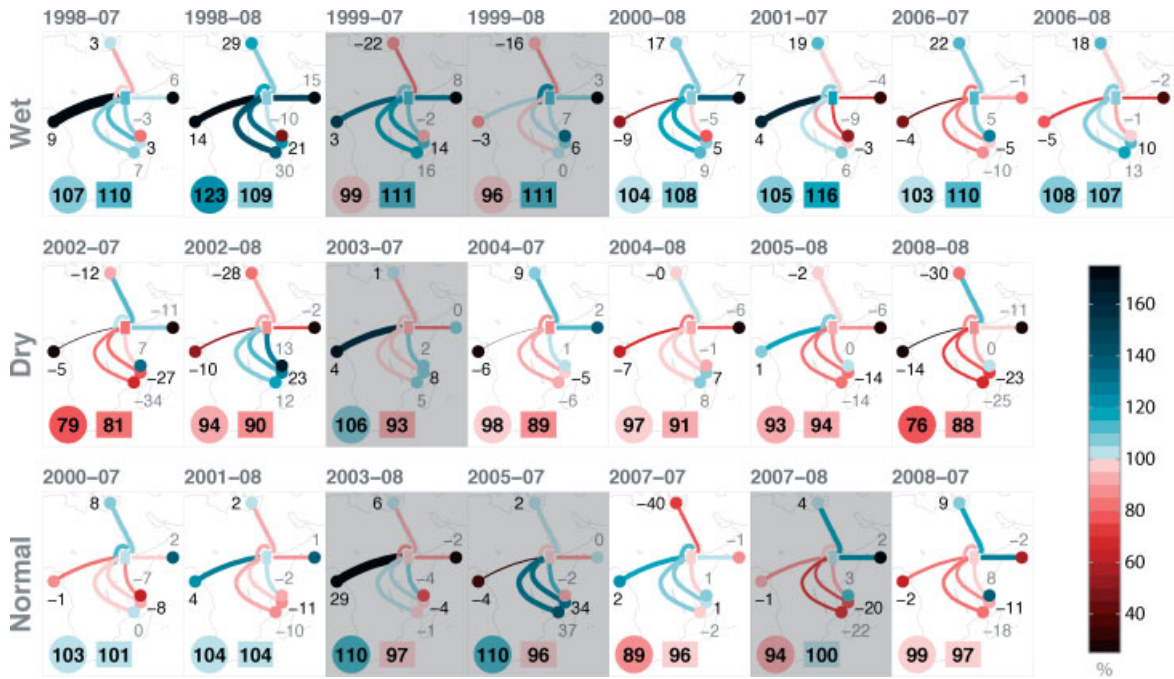 1998–07 1998–08 1999–07 1999–08 2000–08 2001–07 2006–07 2006–08
Wet
3 29 −22 −16 17 19 22 18
6 15 8 3 7 −4 −1 −2
−3 −10 −2 7 −5 −9 5 −1
9 3 14 21 3 14 −3 6 −9 5 4 −3 −4 −5 −5 10
7 30 16 0 9 6 −10 13
107 110 123 109 99 111 96 111 104 108 105 116 103 110 108 107
2002–07 2002–08 2003–07 2004–07 2004–08 2005–08 2008–08
Dry
−12 −28 1 9 −0 −2 −30
−11 −2 0 2 −6 −6 −11
7 13 2 1 −1 0 0
−5 −27 −10 23 4 8 −6 −5 −7 7 1 −14 −14 −23
−34 12 5 −6 8 −14 −25
79 81 94 90 106 93 98 89 97 91 93 94 76 88
2000–07 2001–08 2003–08 2005–07 2007–07 2007–08 2008–07
Normal
8 2 6 2 −40 4 9
2 1 −2 0 −1 2 −2
−7 −2 −4 −2 1 3 8
−1 −8 4 −11 29 −4 −4 34 2 1 −1 −20 −2 −11
0 −10 −1 37 −2 −22 −18
103 101 104 104 110 97 110 96 89 96 94 100 99 97
160
140
120
100
80
60
40
%